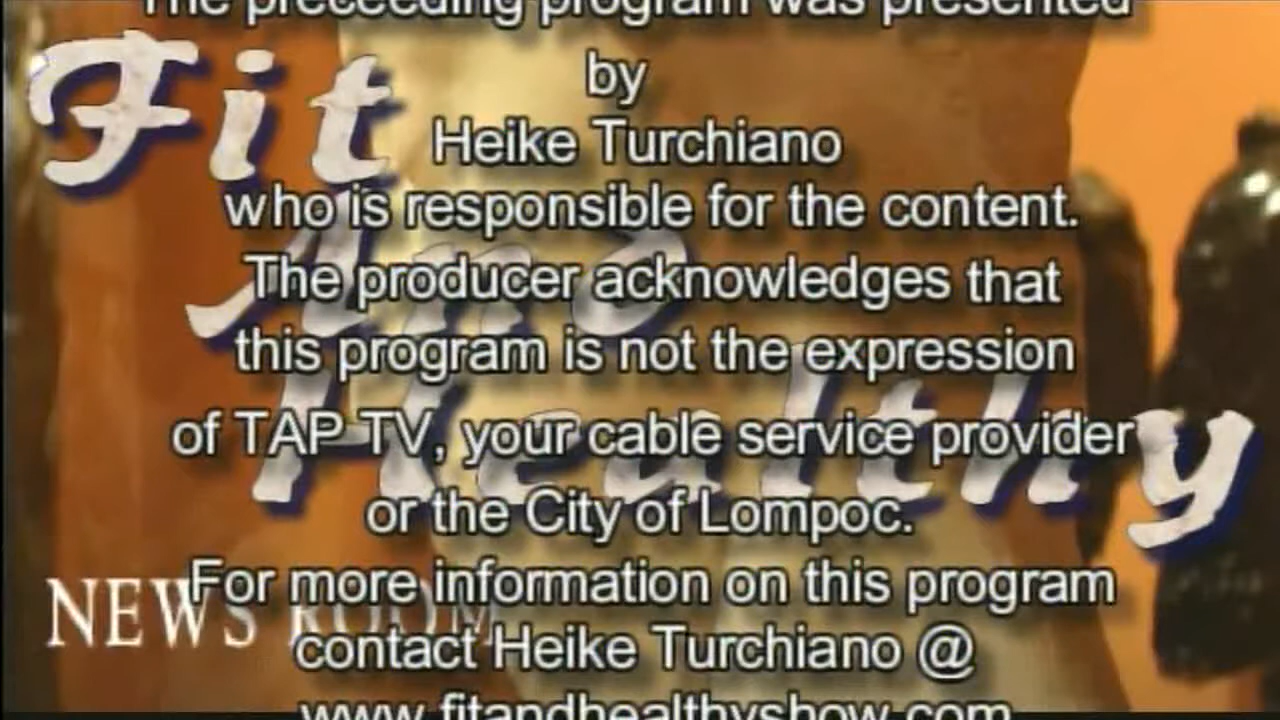 The preceeding program was presented
by
Heike Turchiano
who is responsible for the content.
The producer acknowledges that
this program is not the expression
of TAP TV, your cable service provider
or the City of Lompoc.
For more information on this program
contact Heike Turchiano @
www.fitandhealthyshow.com
Fit
And
Healthy
NEWS ROOM